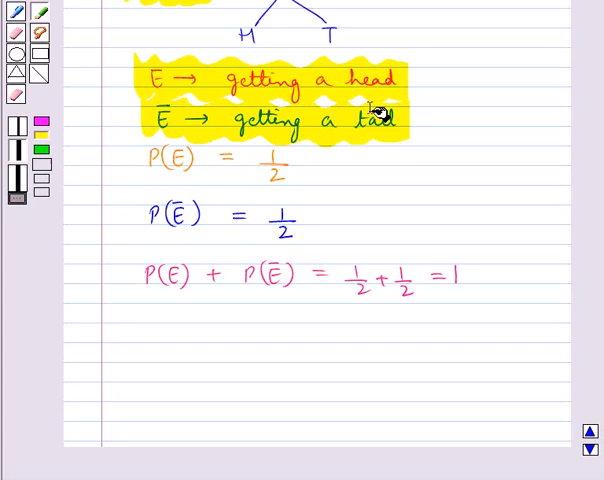 H T
E → getting a head
Ē → getting a tail
P(E) = 1/2
P(Ē) = 1/2
P(E) + P(Ē) = 1/2 + 1/2 = 1